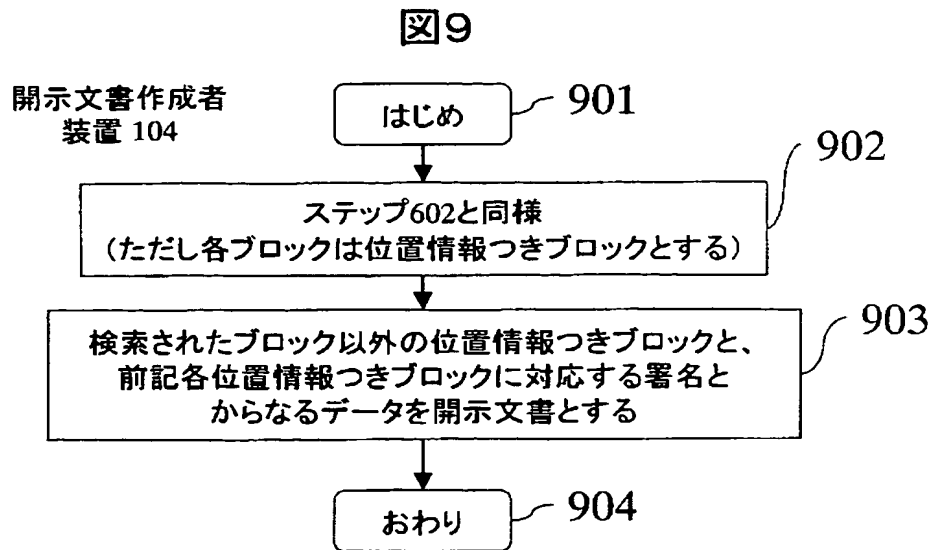 図9
開示文書作成者
装置 104
はじめ
901
902
ステップ602と同様
(ただし各ブロックは位置情報つきブロックとする)
903
検索されたブロック以外の位置情報つきブロックと、
前記各位置情報つきブロックに対応する署名と
からなるデータを開示文書とする
おわり
904